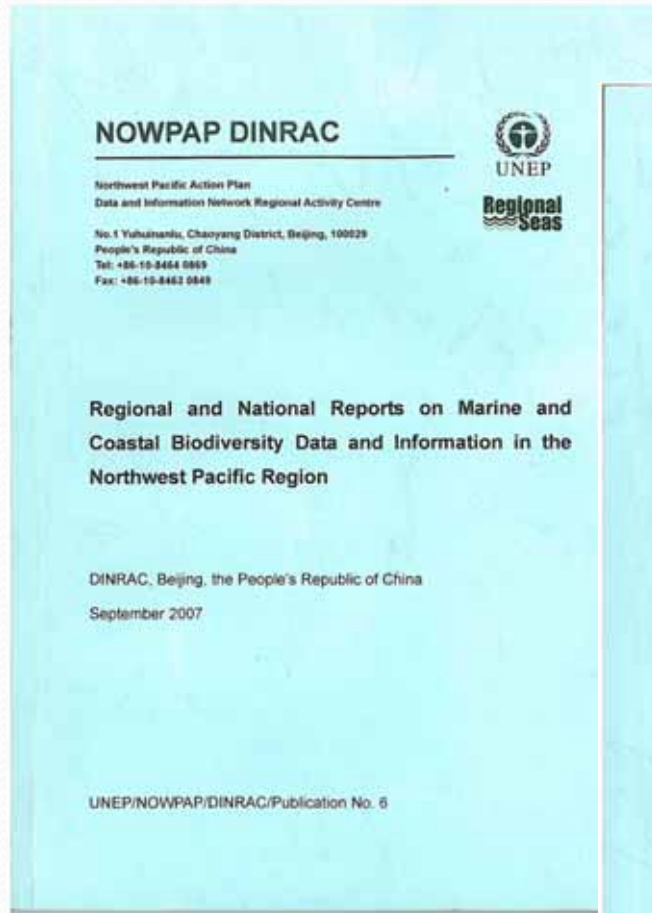 NOWPAP DINRAC
UNEP
Regional
Seas
Northwest Pacific Action Plan
Data and Information Network Regional Activity Centre
No.1 Yuhuinanlu, Chaoyang District, Beijing, 100029
People's Republic of China
Tel: +86-10-8464 0869
Fax: +86-10-8463 0849
Regional and National Reports on Marine and
Coastal Biodiversity Data and Information in the
Northwest Pacific Region
DINRAC, Beijing, the People's Republic of China
September 2007
UNEP/NOWPAP/DINRAC/Publication No. 6